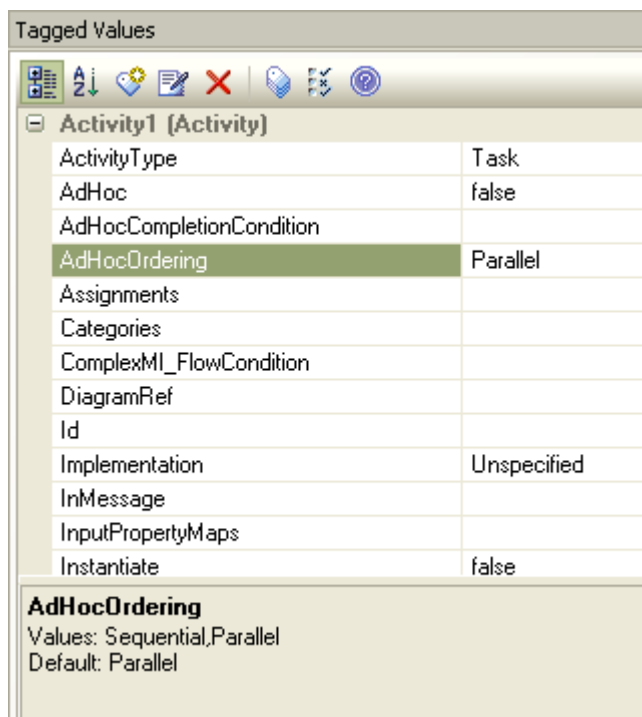 Tagged Values
Activity1 (Activity)
ActivityType Task
AdHoc false
AdHocCompletionCondition
AdHocOrdering Parallel
Assignments
Categories
ComplexMI_FlowCondition
DiagramRef
Id
Implementation Unspecified
InMessage
InputPropertyMaps
Instantiate false
AdHocOrdering
Values: Sequential,Parallel
Default: Parallel